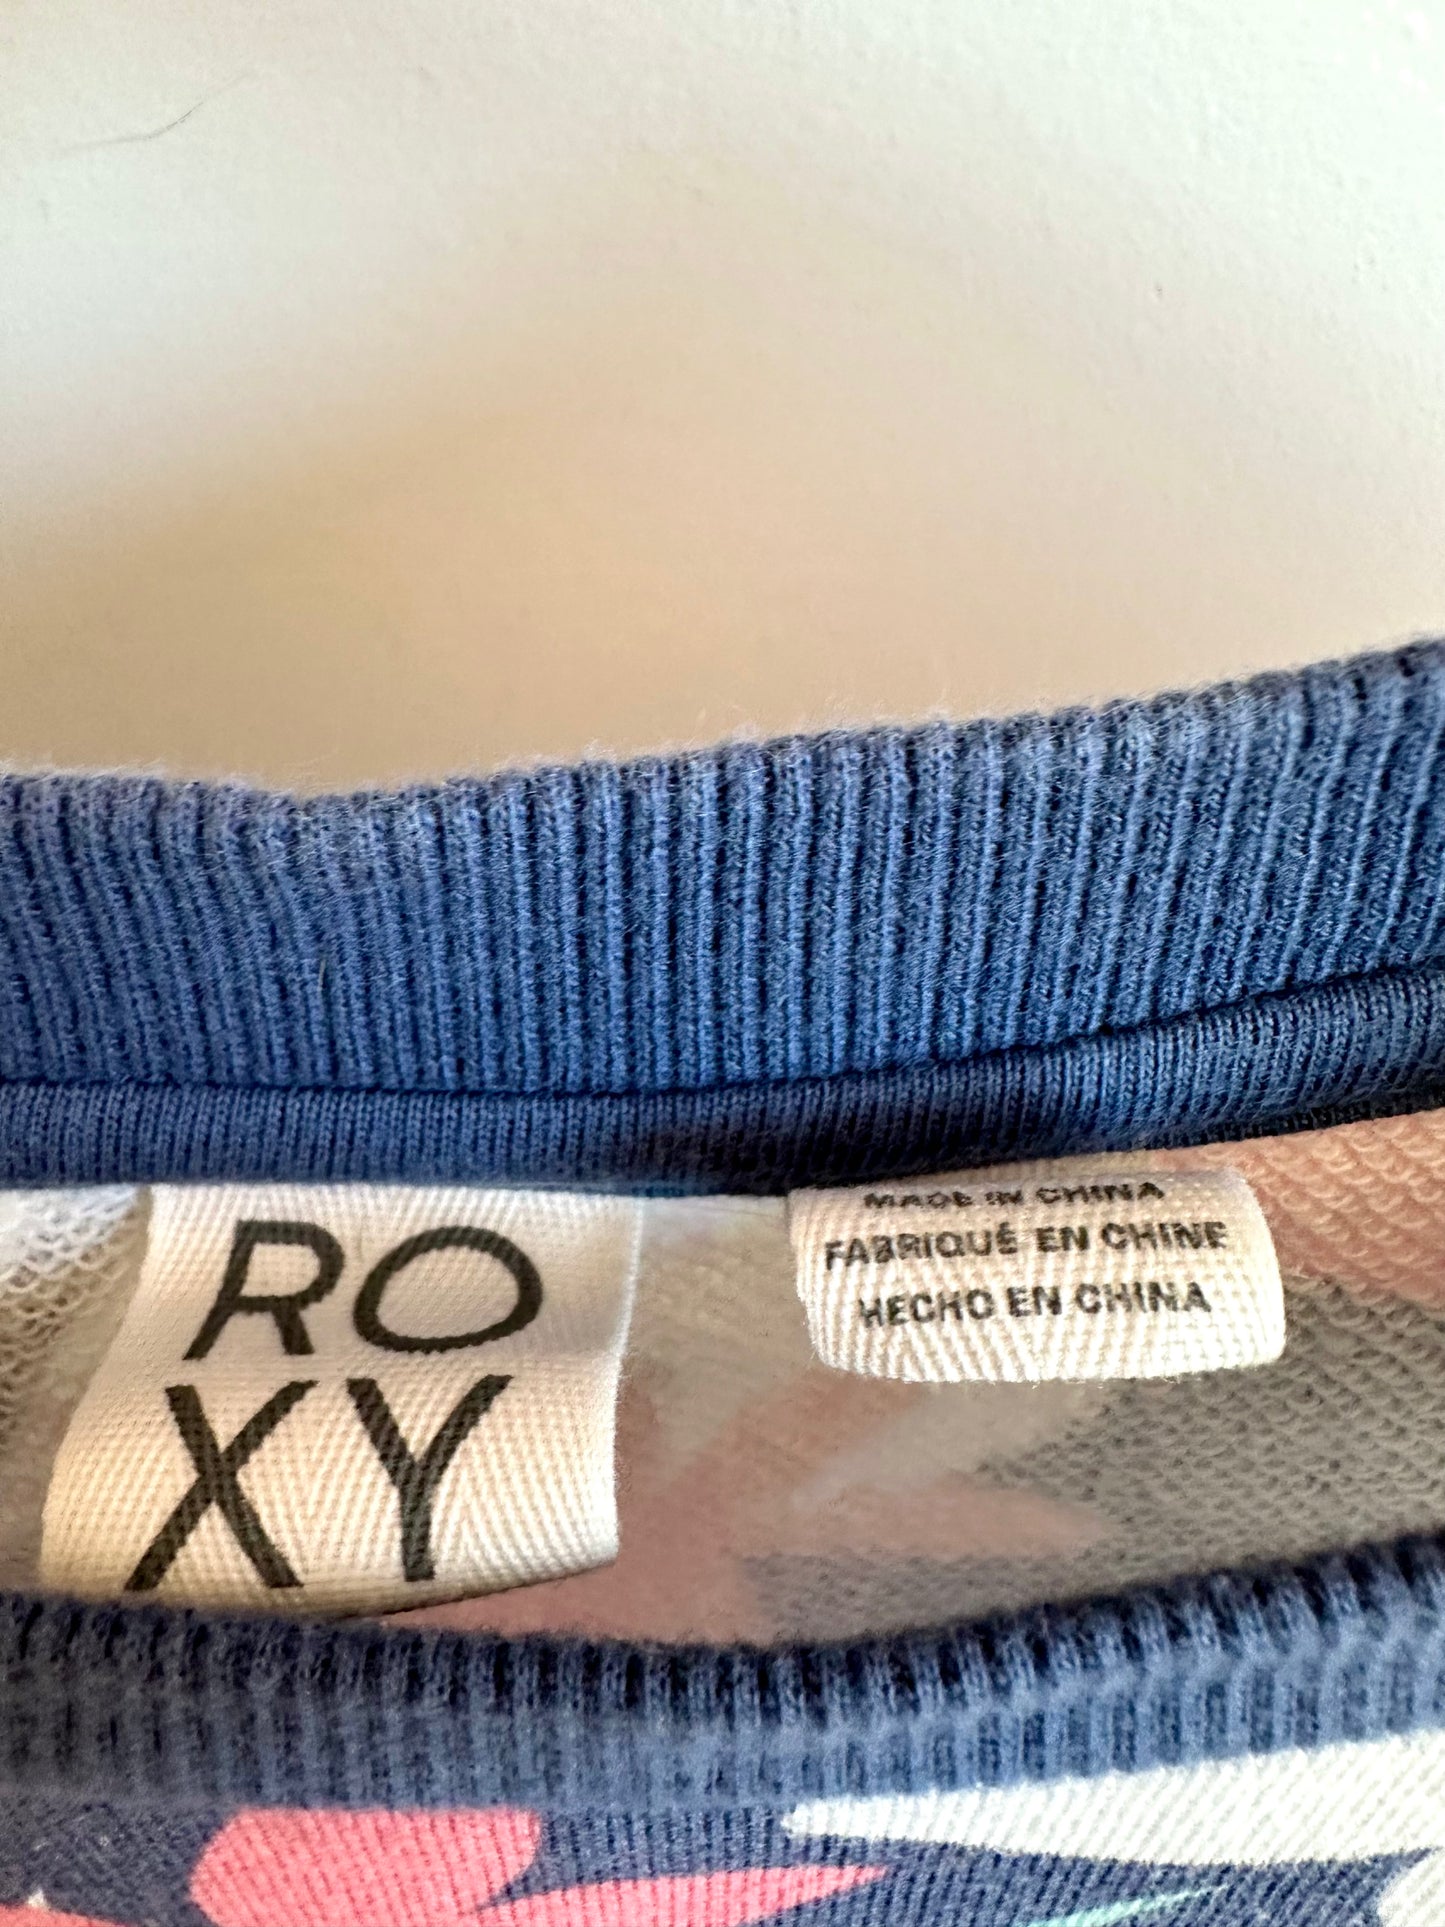 RO
XY
MADE IN CHINA
FABRIQUÉ EN CHINE
HECHO EN CHINA